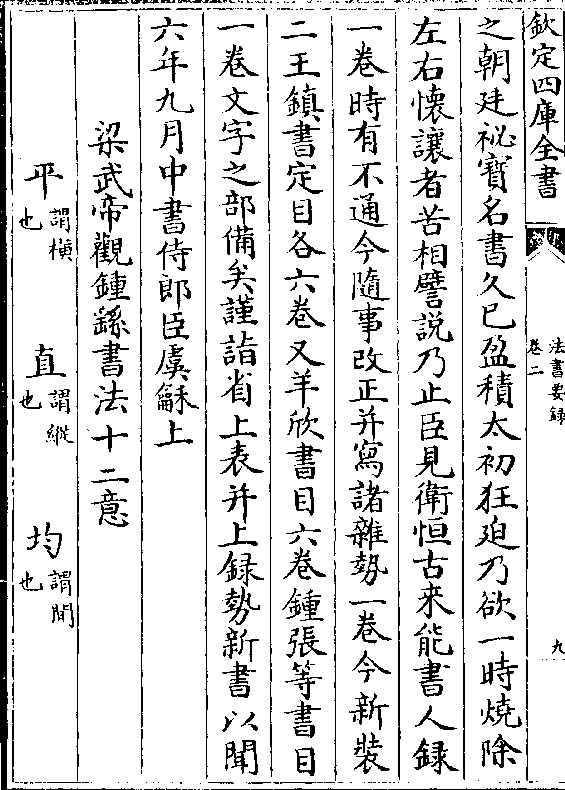 欽定四庫全書
法書要録
卷二
九
之朝廷祕寶名書久已盈積太初狂迫乃欲一時燒除
左右懷讓者苦相譬説乃止臣見衛恒古来能書人録
一卷時有不通今隨事改正并寫諸雜勢一卷今新裝
二王鎮書定目各六卷又羊欣書目六卷鍾張等書目
一卷文字之部備矣謹詣省上表并上録勢新書以聞
六年九月中書侍郎臣虞龢上
梁武帝觀鍾繇書法十二意
平謂橫也 直謂縱也 均謂間也